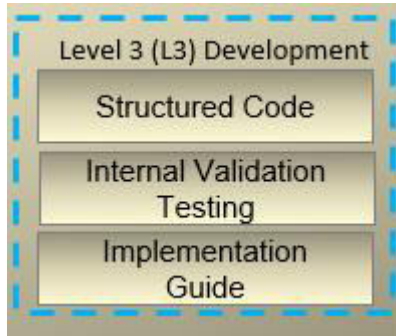 Level 3 (L3) Development
Structured Code
Internal Validation
Testing
Implementation
Guide